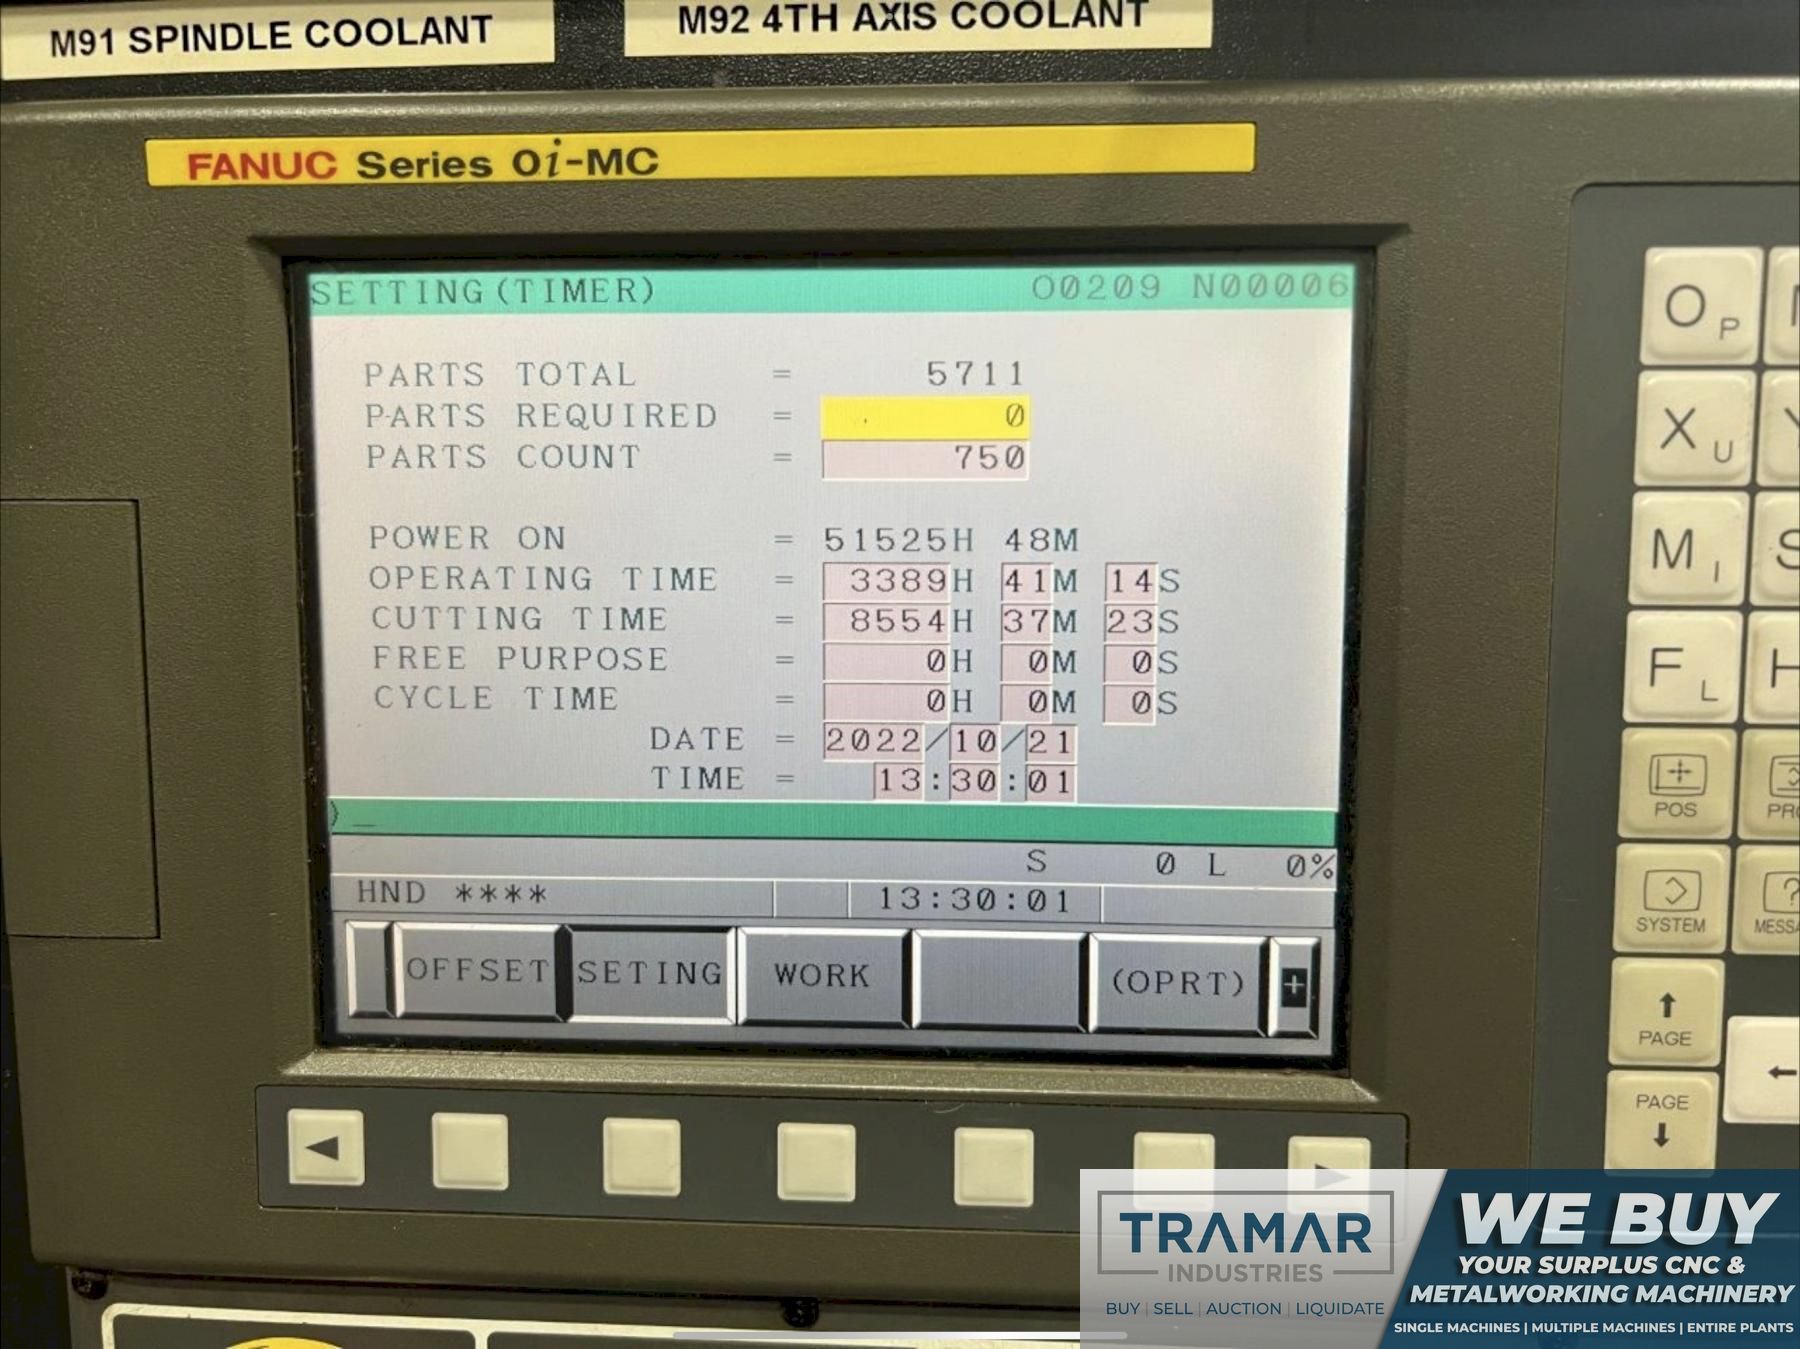 M91 SPINDLE COOLANT
M92 4TH AXIS COOLANT
FANUC Series 0i-MC
SETTING(TIMER) O0209 N00006
PARTS TOTAL = 5711
PARTS REQUIRED = 0
PARTS COUNT = 750
POWER ON = 51525H 48M
OPERATING TIME = 3389H 41M 14S
CUTTING TIME = 8554H 37M 23S
FREE PURPOSE = 0H 0M 0S
CYCLE TIME = 0H 0M 0S
DATE = 2022/10/21
TIME = 13:30:01
>_
S 0 L 0%
HND **** 13:30:01
OFFSET SETING WORK (OPRT) +
O P
X U
M I
F L
POS
SYSTEM
↑
PAGE
←
PAGE
↓
TRAMAR
INDUSTRIES
BUY | SELL | AUCTION | LIQUIDATE
WE BUY
YOUR SURPLUS CNC &
METALWORKING MACHINERY
SINGLE MACHINES | MULTIPLE MACHINES | ENTIRE PLANTS